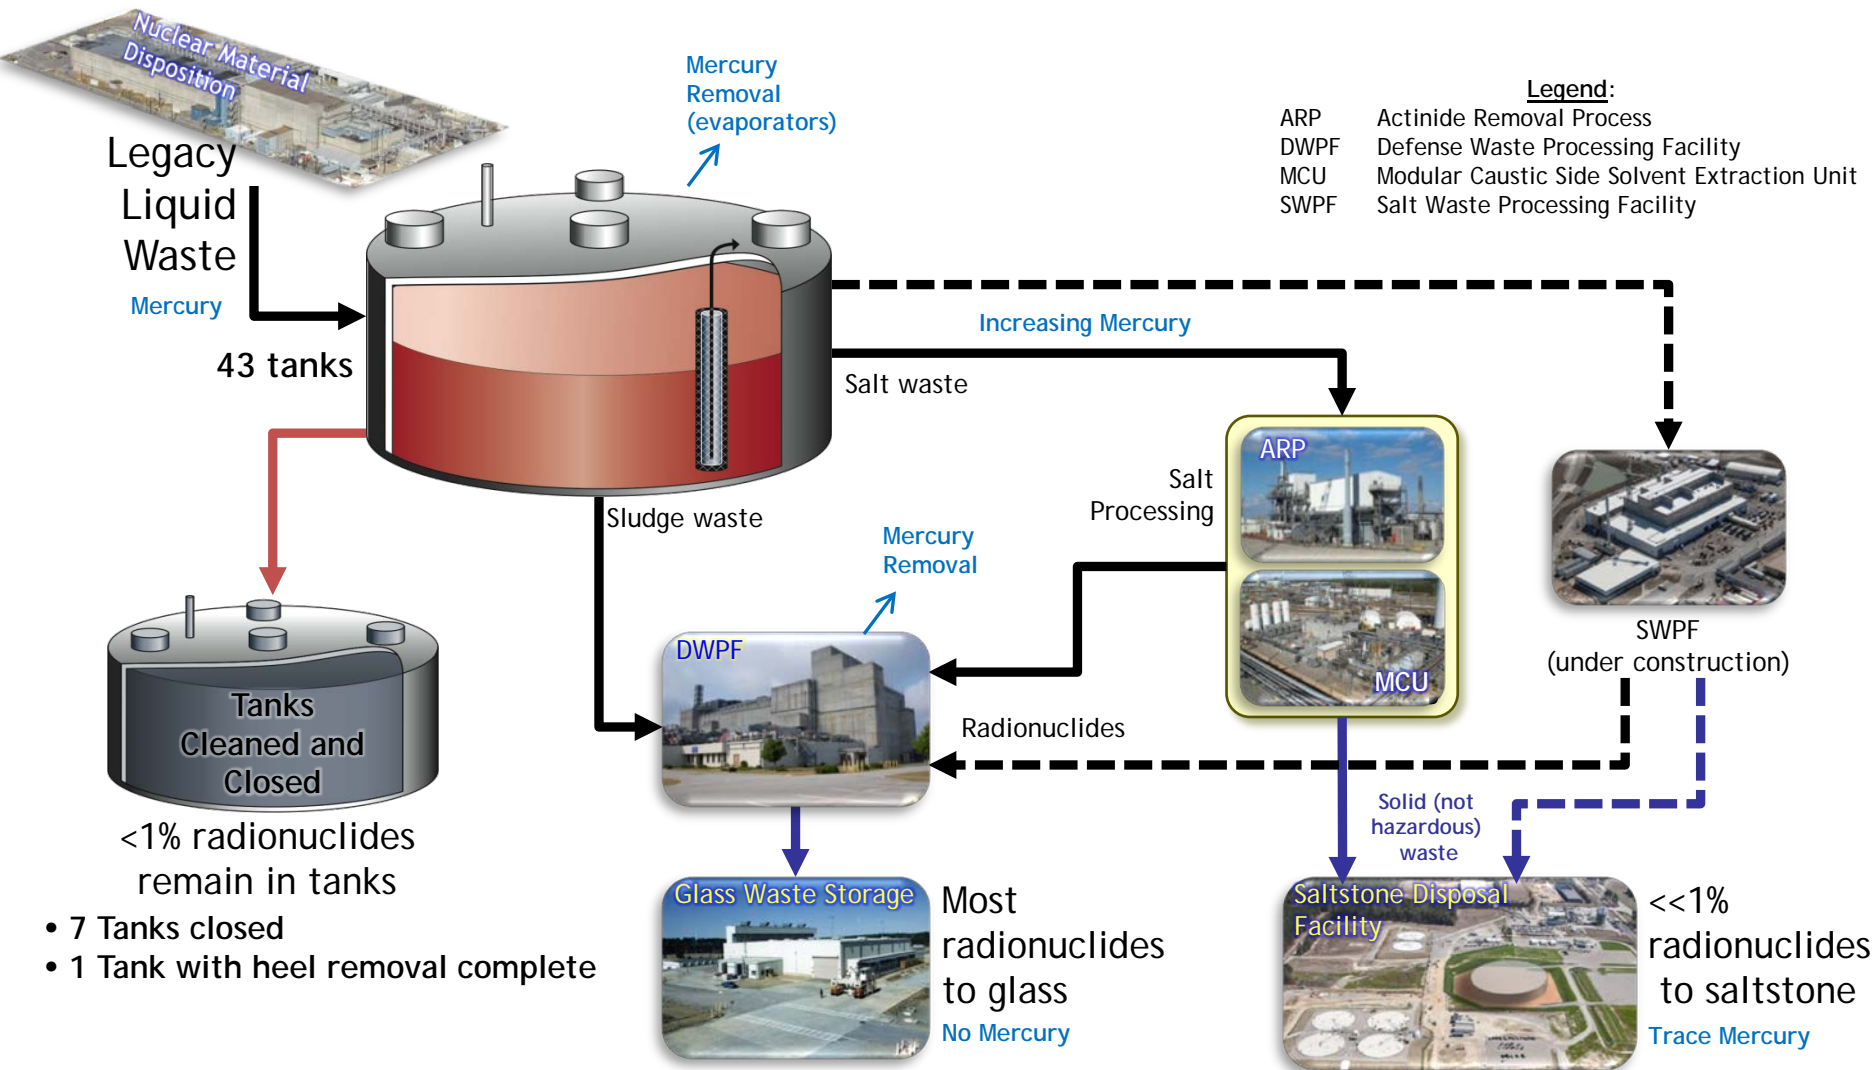 Nuclear Material
Disposition
Legacy
Liquid
Waste
Mercury
43 tanks
Mercury
Removal
(evaporators)
Legend:
ARP Actinide Removal Process
DWPF Defense Waste Processing Facility
MCU Modular Caustic Side Solvent Extraction Unit
SWPF Salt Waste Processing Facility
Increasing Mercury
Salt waste
Sludge waste
Salt
Processing
ARP
MCU
Mercury
Removal
DWPF
Radionuclides
SWPF
(under construction)
Tanks
Cleaned and
Closed
<1% radionuclides
remain in tanks
• 7 Tanks closed
• 1 Tank with heel removal complete
Solid (not
hazardous)
waste
Glass Waste Storage
Most
radionuclides
to glass
No Mercury
Saltstone Disposal
Facility
<<1%
radionuclides
to saltstone
Trace Mercury